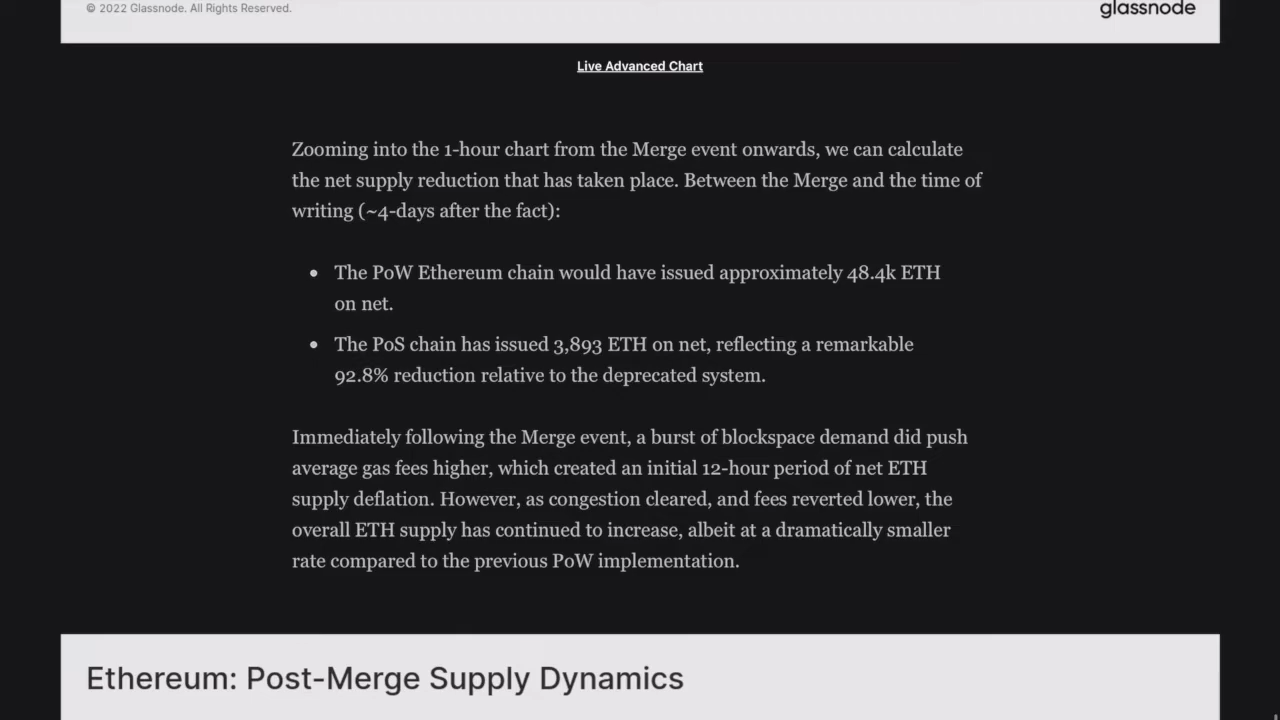 © 2022 Glassnode. All Rights Reserved.
glassnode
Live Advanced Chart
Zooming into the 1-hour chart from the Merge event onwards, we can calculate
the net supply reduction that has taken place. Between the Merge and the time of
writing (~4-days after the fact):
• The PoW Ethereum chain would have issued approximately 48.4k ETH
on net.
• The PoS chain has issued 3,893 ETH on net, reflecting a remarkable
92.8% reduction relative to the deprecated system.
Immediately following the Merge event, a burst of blockspace demand did push
average gas fees higher, which created an initial 12-hour period of net ETH
supply deflation. However, as congestion cleared, and fees reverted lower, the
overall ETH supply has continued to increase, albeit at a dramatically smaller
rate compared to the previous PoW implementation.
Ethereum: Post-Merge Supply Dynamics